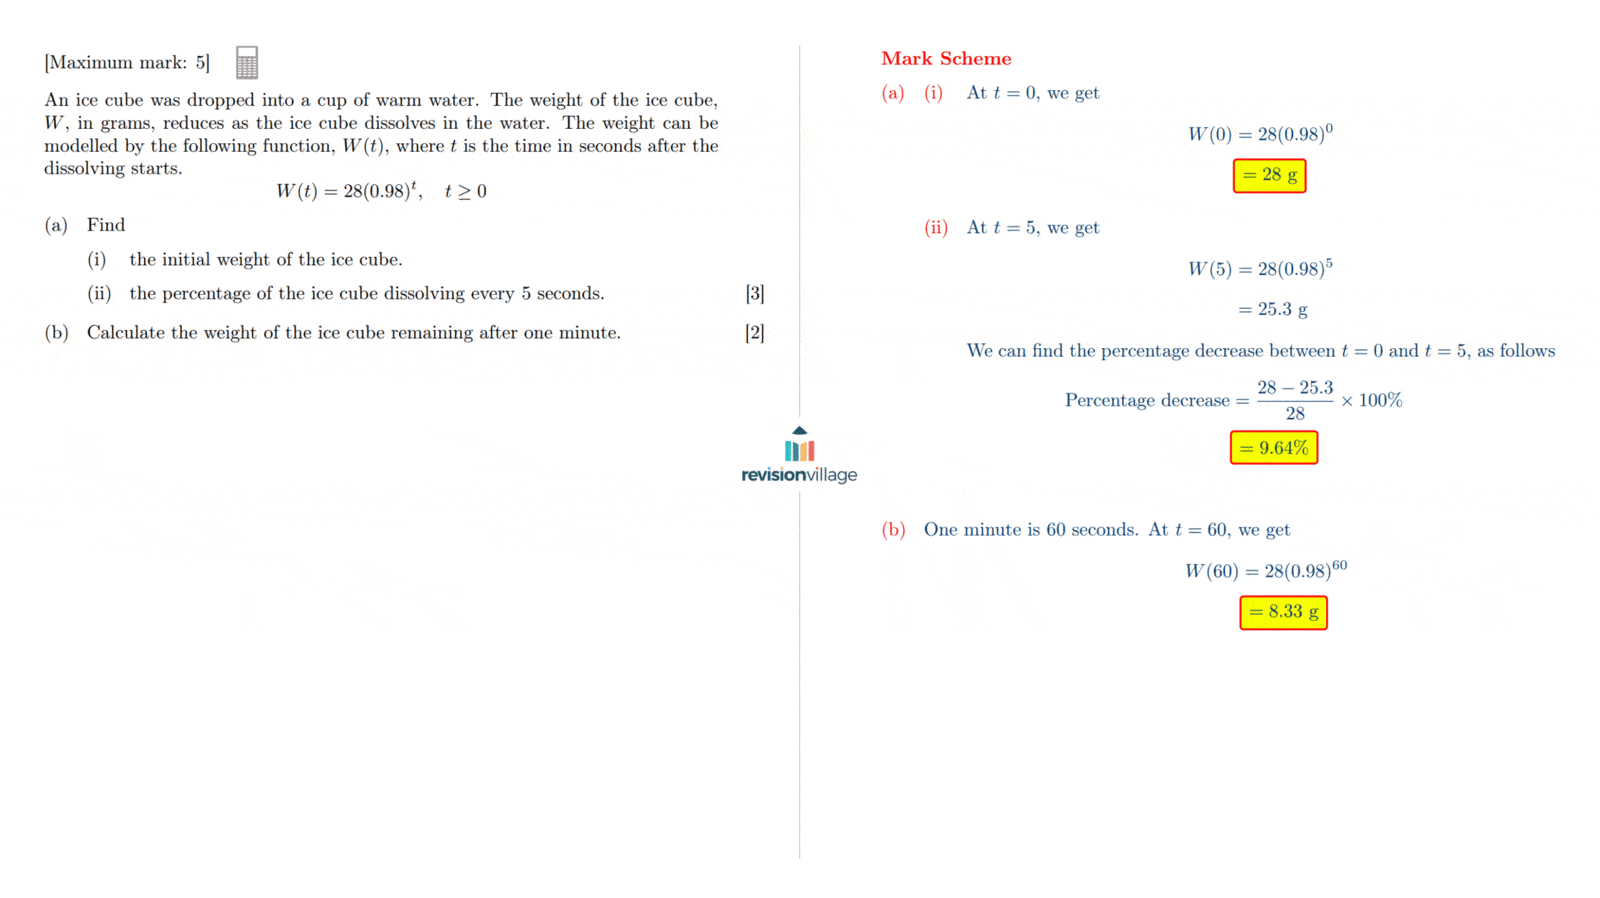 [Maximum mark: 5]
An ice cube was dropped into a cup of warm water. The weight of the ice cube,
W, in grams, reduces as the ice cube dissolves in the water. The weight can be
modelled by the following function, W(t), where t is the time in seconds after the
dissolving starts.
W(t) = 28(0.98)^t, t ≥ 0
(a) Find
(i) the initial weight of the ice cube.
(ii) the percentage of the ice cube dissolving every 5 seconds. [3]
(b) Calculate the weight of the ice cube remaining after one minute. [2]
revisionvillage
Mark Scheme
(a) (i) At t = 0, we get
W(0) = 28(0.98)^0
= 28 g
(ii) At t = 5, we get
W(5) = 28(0.98)^5
= 25.3 g
We can find the percentage decrease between t = 0 and t = 5, as follows
Percentage decrease = (28 − 25.3)/28 × 100%
= 9.64%
(b) One minute is 60 seconds. At t = 60, we get
W(60) = 28(0.98)^60
= 8.33 g